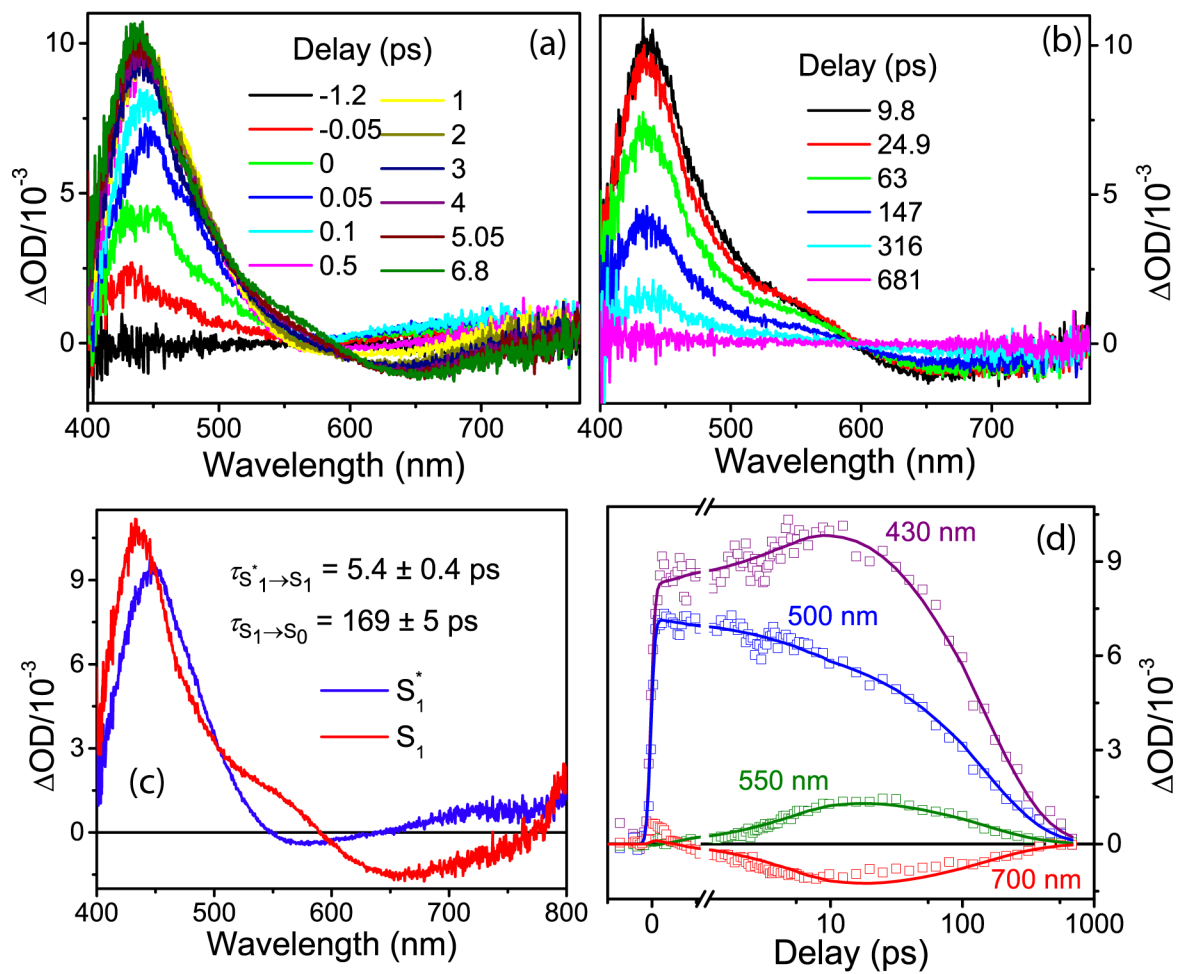 (a)
Delay (ps)
-1.2
-0.05
0
0.05
0.1
0.5
1
2
3
4
5.05
6.8
ΔOD/10⁻³
10
5
0
400 500 600 700
Wavelength (nm)
(b)
Delay (ps)
9.8
24.9
63
147
316
681
ΔOD/10⁻³
10
5
0
400 500 600 700
Wavelength (nm)
τS*₁→S₁ = 5.4 ± 0.4 ps
τS₁→S₀ = 169 ± 5 ps
S*₁
S₁
(c)
ΔOD/10⁻³
9
6
3
0
400 500 600 700 800
Wavelength (nm)
(d)
430 nm
500 nm
550 nm
700 nm
ΔOD/10⁻³
9
6
3
0
0 10 100 1000
Delay (ps)